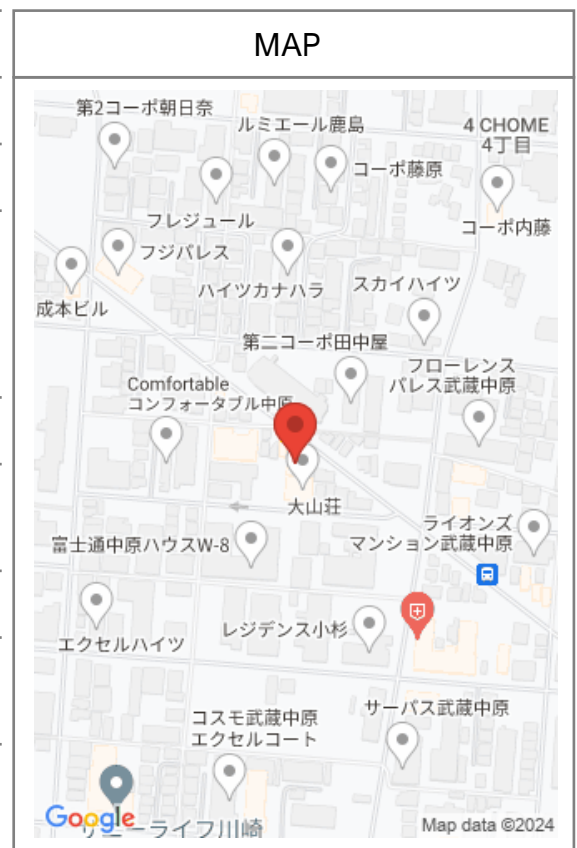 MAP
第2コーポ朝日奈
ルミエール鹿島
4 CHOME
4丁目
コーポ藤原
フレジュール
コーポ内藤
フジパレス
ハイツカナハラ
スカイハイツ
成本ビル
第二コーポ田中屋
フローレンス
パレス武蔵中原
Comfortable
コンフォータブル中原
大山荘
ライオンズ
マンション武蔵中原
富士通中原ハウスW-8
レジデンス小杉
エクセルハイツ
サーパス武蔵中原
コスモ武蔵中原
エクセルコート
Google
サニーライフ川崎
Map data ©2024